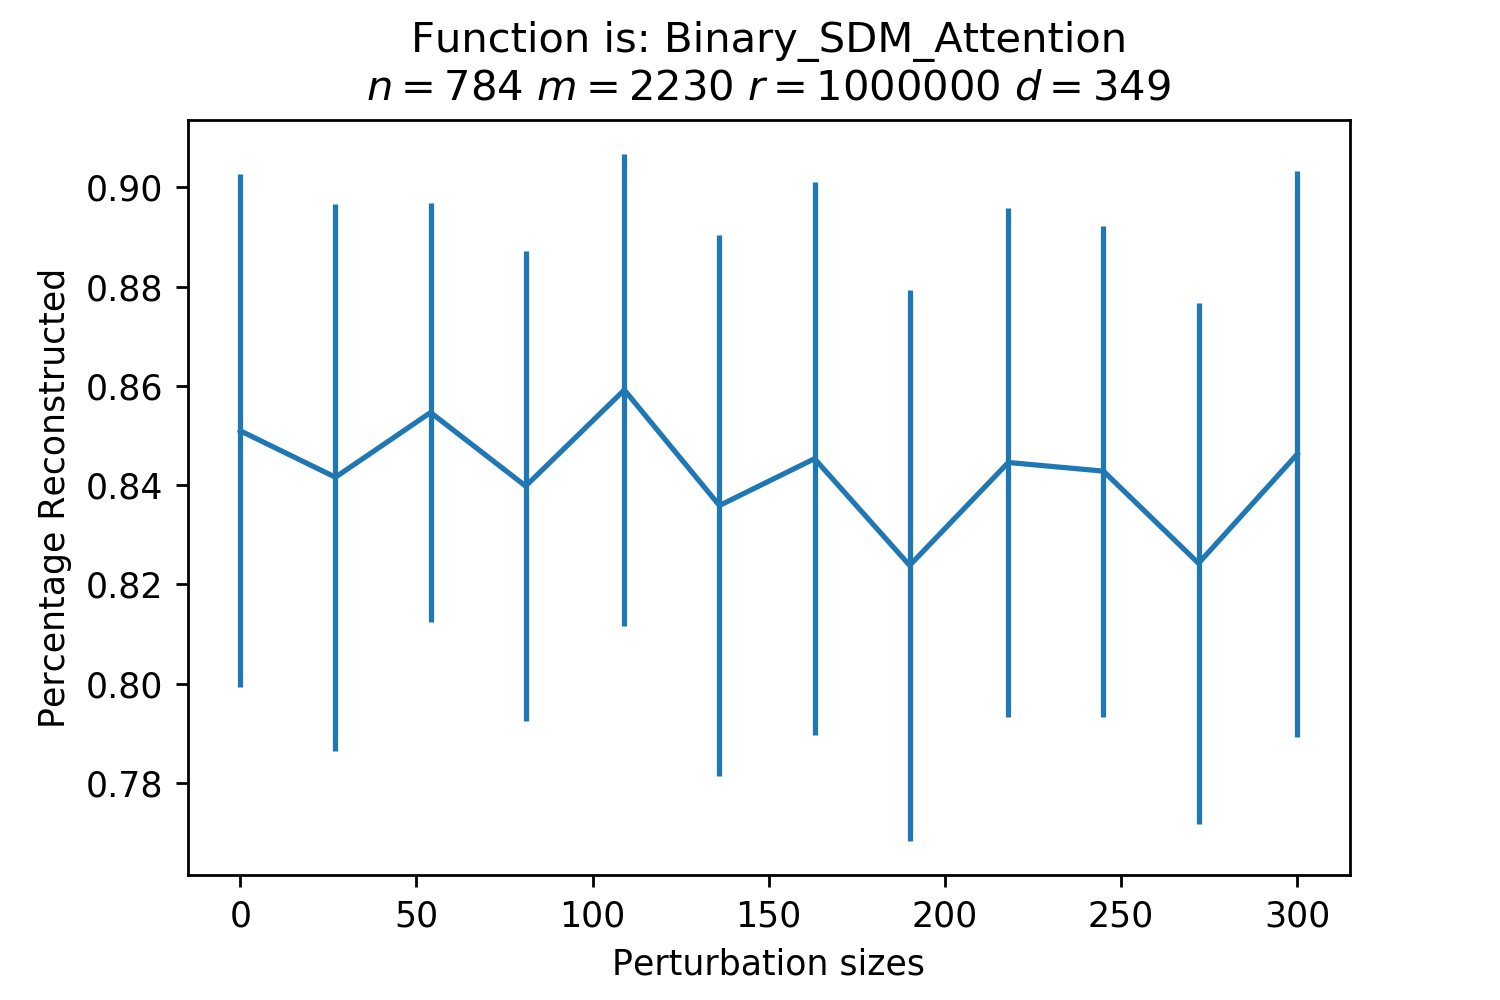 Function is: Binary_SDM_Attention
n = 784 m = 2230 r = 1000000 d = 349
Percentage Reconstructed
0.90
0.88
0.86
0.84
0.82
0.80
0.78
0 50 100 150 200 250 300
Perturbation sizes